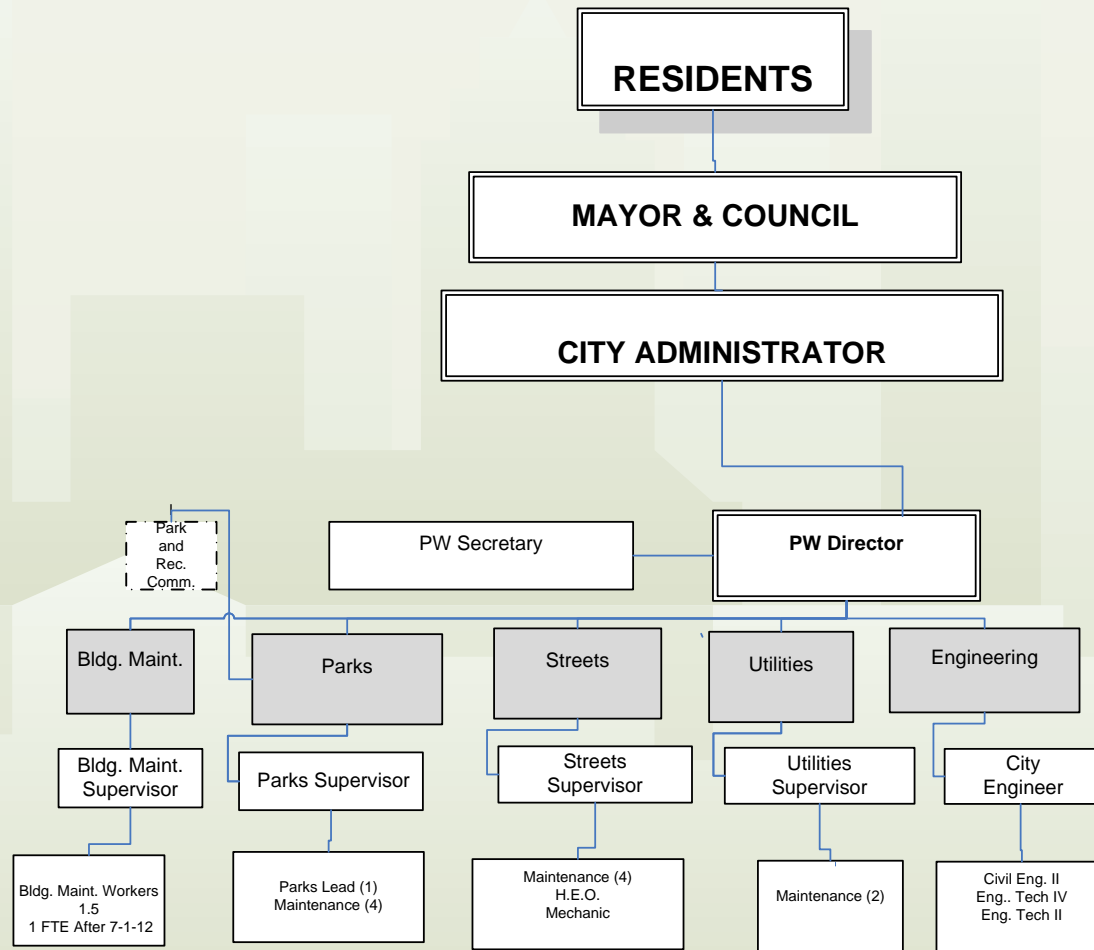 RESIDENTS
MAYOR & COUNCIL
CITY ADMINISTRATOR
Park
and
Rec.
Comm.
PW Secretary
PW Director
Bldg. Maint.
Parks
Streets
Utilities
Engineering
Bldg. Maint.
Supervisor
Parks Supervisor
Streets
Supervisor
Utilities
Supervisor
City
Engineer
Bldg. Maint. Workers
1.5
1 FTE After 7-1-12
Parks Lead (1)
Maintenance (4)
Maintenance (4)
H.E.O.
Mechanic
Maintenance (2)
Civil Eng. II
Eng.. Tech IV
Eng. Tech II